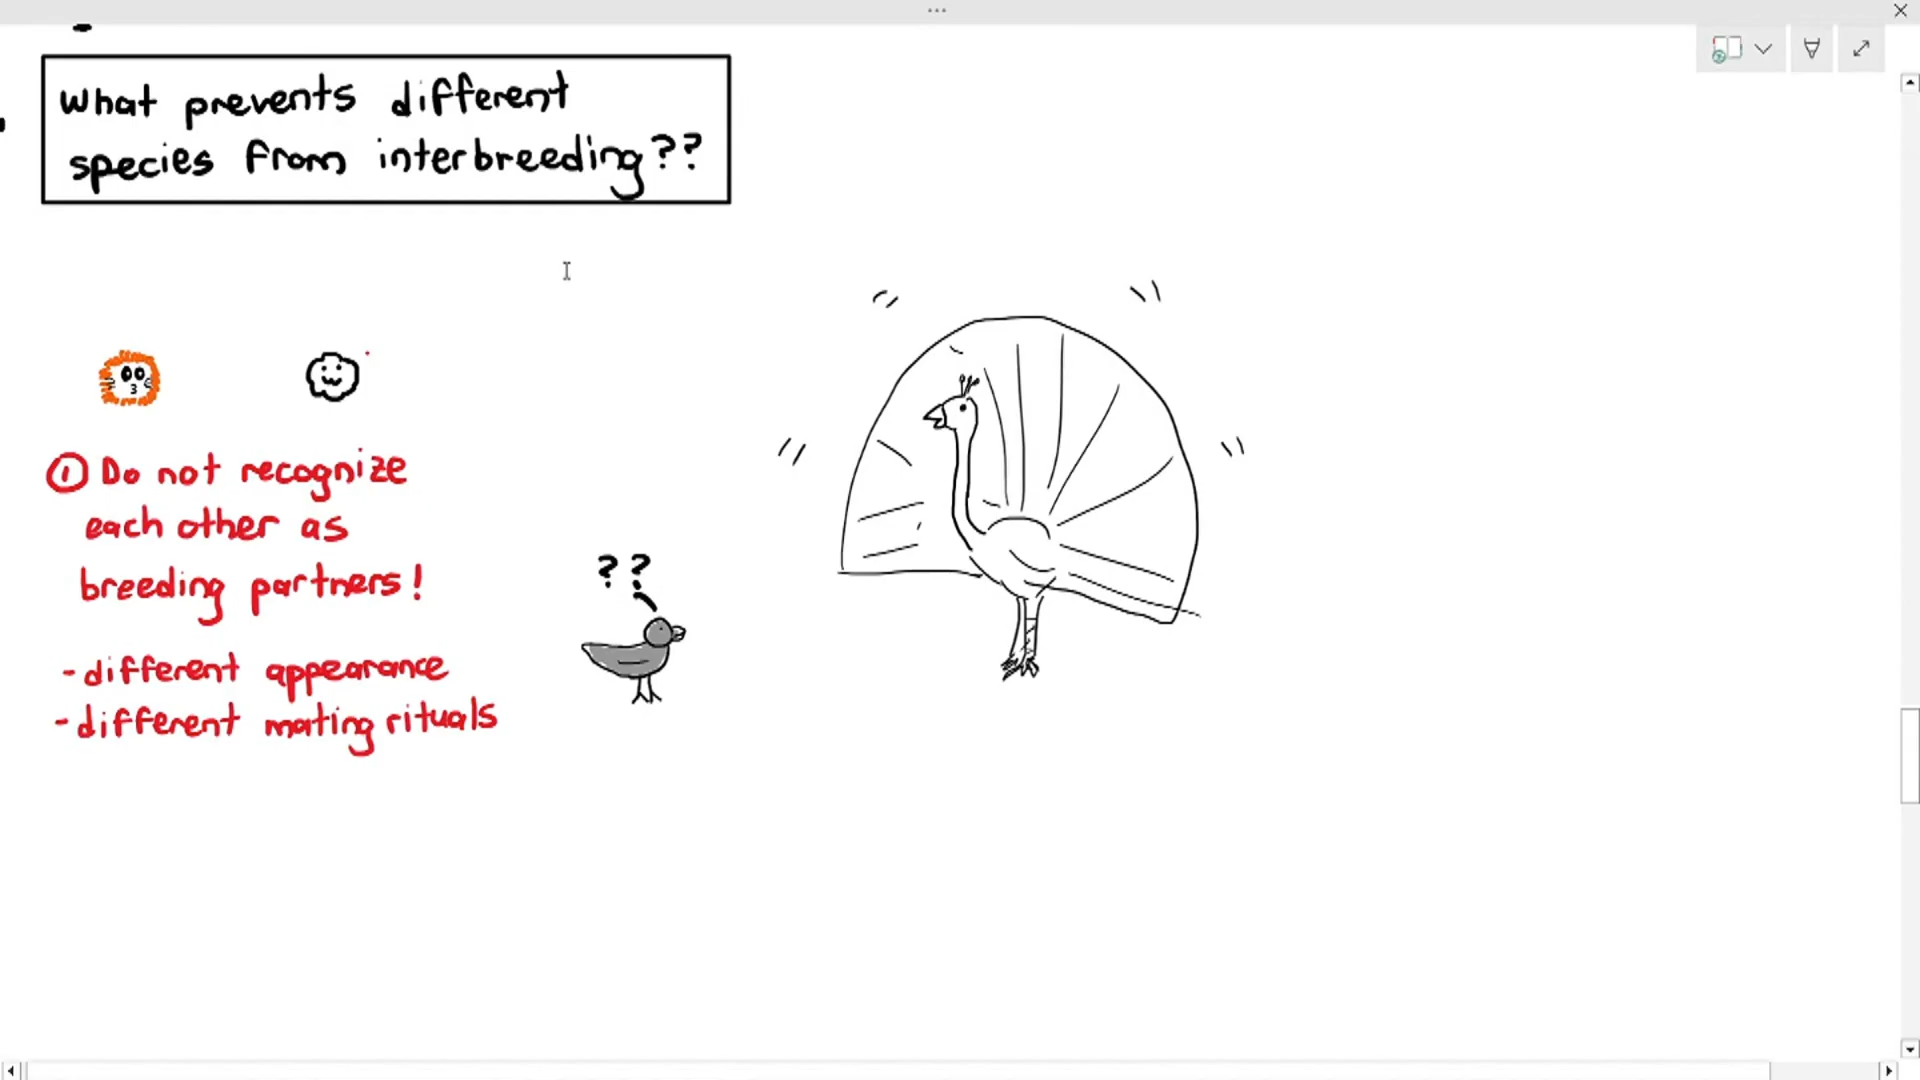 What prevents different
species from interbreeding??
① Do not recognize
each other as
breeding partners!
- different appearance
- different mating rituals
??